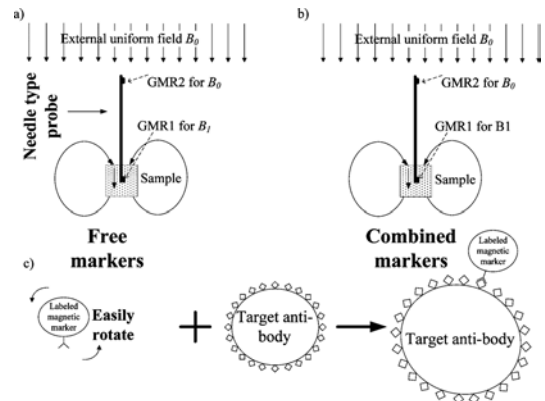 a)
External uniform field B0
GMR2 for B0
Needle type
probe
GMR1 for B1
Sample
Free
markers
b)
External uniform field B0
GMR2 for B0
GMR1 for B1
Sample
Combined
markers
c)
Labeled
magnetic
marker
Easily
rotate
+
Target anti-
body
Labeled
magnetic
marker
Target anti-
body